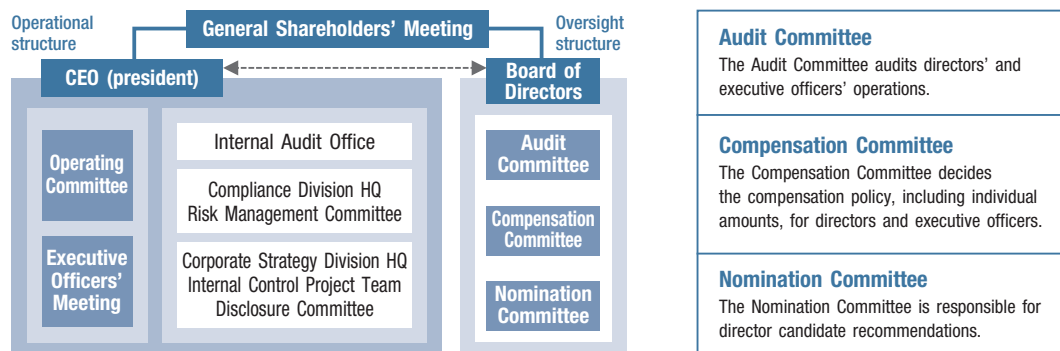 Operational
structure
General Shareholders' Meeting
Oversight
structure
CEO (president)
Board of
Directors
Operating
Committee
Executive
Officers'
Meeting
Internal Audit Office
Compliance Division HQ
Risk Management Committee
Corporate Strategy Division HQ
Internal Control Project Team
Disclosure Committee
Audit
Committee
Compensation
Committee
Nomination
Committee
Audit Committee
The Audit Committee audits directors' and
executive officers' operations.
Compensation Committee
The Compensation Committee decides
the compensation policy, including individual
amounts, for directors and executive officers.
Nomination Committee
The Nomination Committee is responsible for
director candidate recommendations.